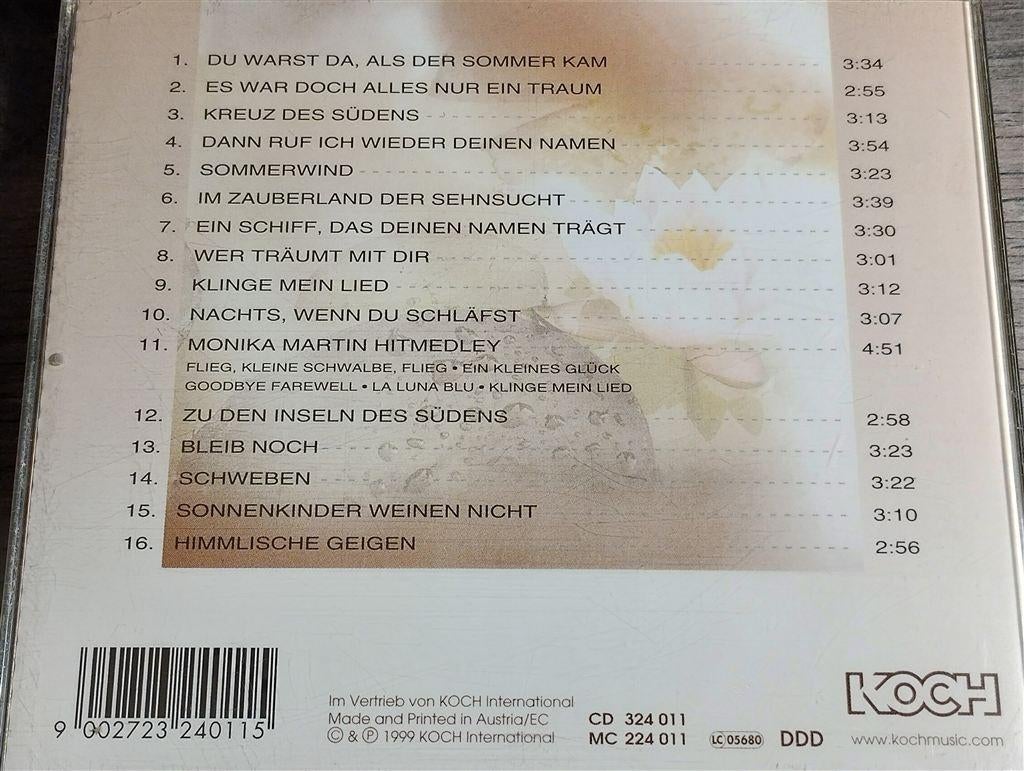 1. DU WARST DA, ALS DER SOMMER KAM 3:34
2. ES WAR DOCH ALLES NUR EIN TRAUM 2:55
3. KREUZ DES SÜDENS 3:13
4. DANN RUF ICH WIEDER DEINEN NAMEN 3:54
5. SOMMERWIND 3:23
6. IM ZAUBERLAND DER SEHNSUCHT 3:39
7. EIN SCHIFF, DAS DEINEN NAMEN TRÄGT 3:30
8. WER TRÄUMT MIT DIR 3:01
9. KLINGE MEIN LIED 3:12
10. NACHTS, WENN DU SCHLÄFST 3:07
11. MONIKA MARTIN HITMEDLEY 4:51
FLIEG, KLEINE SCHWALBE, FLIEG • EIN KLEINES GLÜCK
GOODBYE FAREWELL • LA LUNA BLU • KLINGE MEIN LIED
12. ZU DEN INSELN DES SÜDENS 2:58
13. BLEIB NOCH 3:23
14. SCHWEBEN 3:22
15. SONNENKINDER WEINEN NICHT 3:10
16. HIMMLISCHE GEIGEN 2:56
9 002723 240115
Im Vertrieb von KOCH International
Made and Printed in Austria/EC
© & ℗ 1999 KOCH International
CD 324 011
MC 224 011
LC 05680
DDD
KOCH
www.kochmusic.com